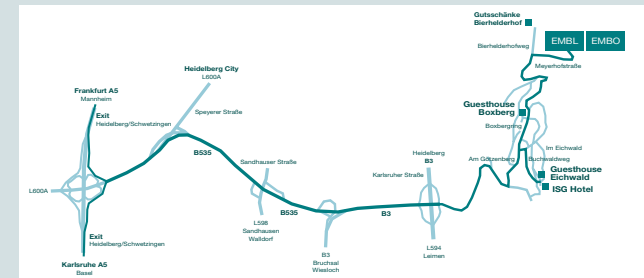 Gutsschänke
Bierhelderhof
EMBL
EMBO
Bierhelderhofweg
Meyerhofstraße
Heidelberg City
L600A
Frankfurt A5
Mannheim
Exit
Heidelberg/Schwetzingen
Speyerer Straße
Guesthouse
Boxberg
Boxbergring
Im Eichwald
B535
Heidelberg
B3
Sandhauser Straße
Am Götzenberg
Buchwaldweg
Karlsruher Straße
Guesthouse
Eichwald
ISG Hotel
L600A
B535
B3
L598
Sandhausen
Walldorf
Exit
Heidelberg/Schwetzingen
L594
Leimen
B3
Bruchsal
Wiesloch
Karlsruhe A5
Basel